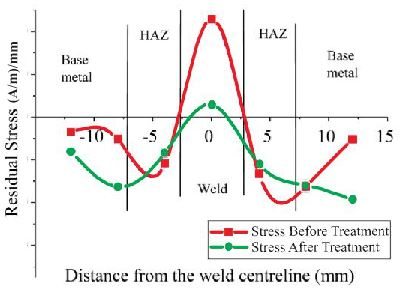 Residual Stress (A/m)/mm
HAZ
HAZ
Base
metal
Base
metal
-10
-5
0
5
10
15
Weld
Stress Before Treatment
Stress After Treatment
Distance from the weld centreline (mm)